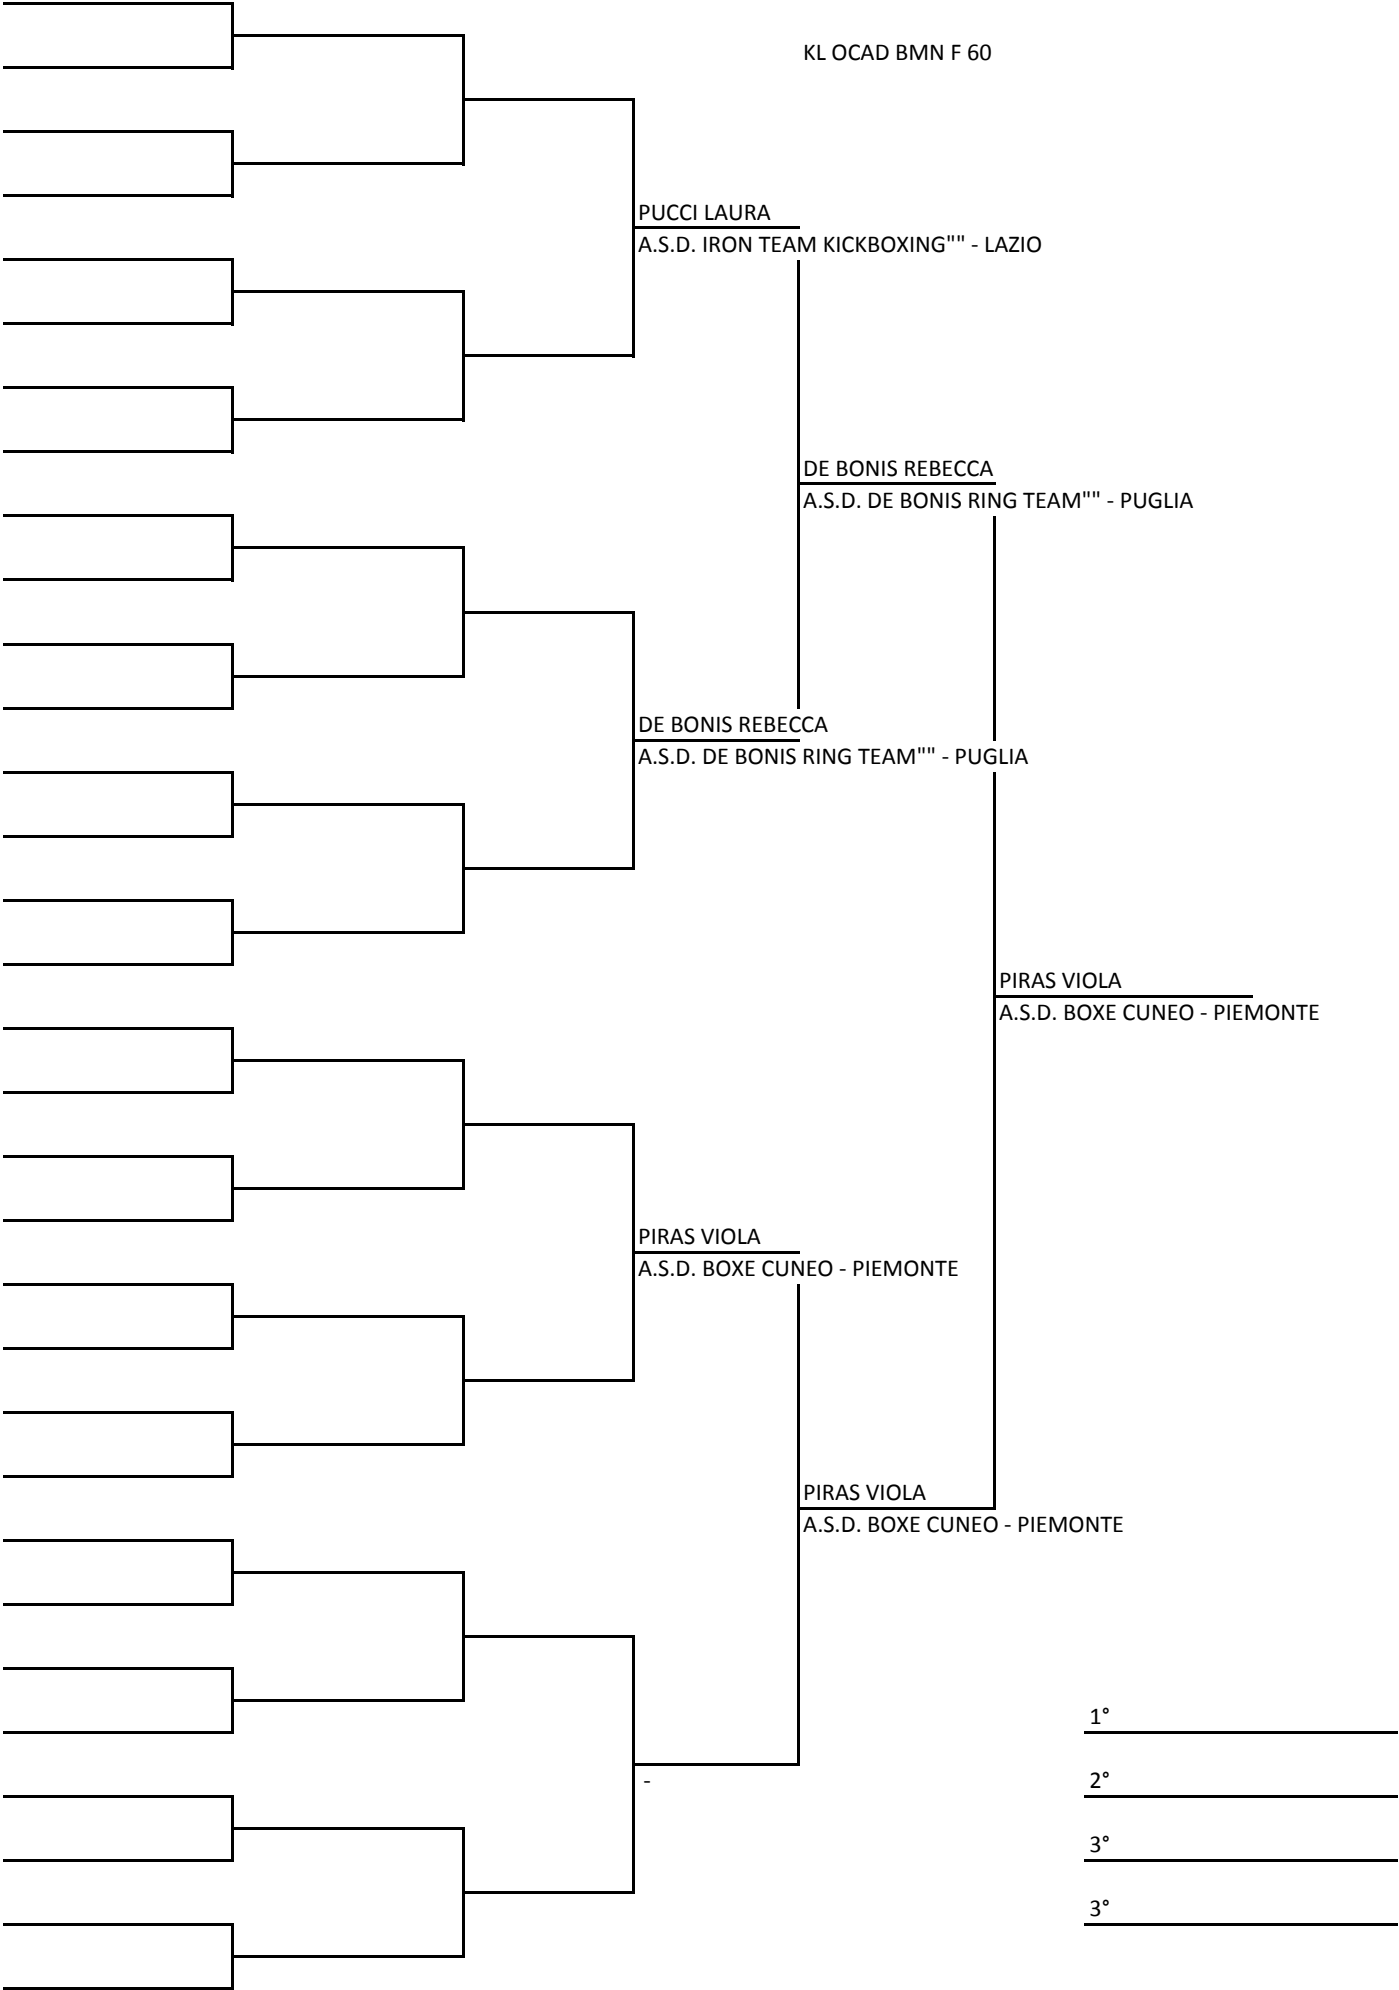 KL OCAD BMN F 60
PUCCI LAURA
A.S.D. IRON TEAM KICKBOXING"" - LAZIO
DE BONIS REBECCA
A.S.D. DE BONIS RING TEAM"" - PUGLIA
DE BONIS REBECCA
A.S.D. DE BONIS RING TEAM"" - PUGLIA
PIRAS VIOLA
A.S.D. BOXE CUNEO - PIEMONTE
PIRAS VIOLA
A.S.D. BOXE CUNEO - PIEMONTE
PIRAS VIOLA
A.S.D. BOXE CUNEO - PIEMONTE
1°
-
2°
3°
3°